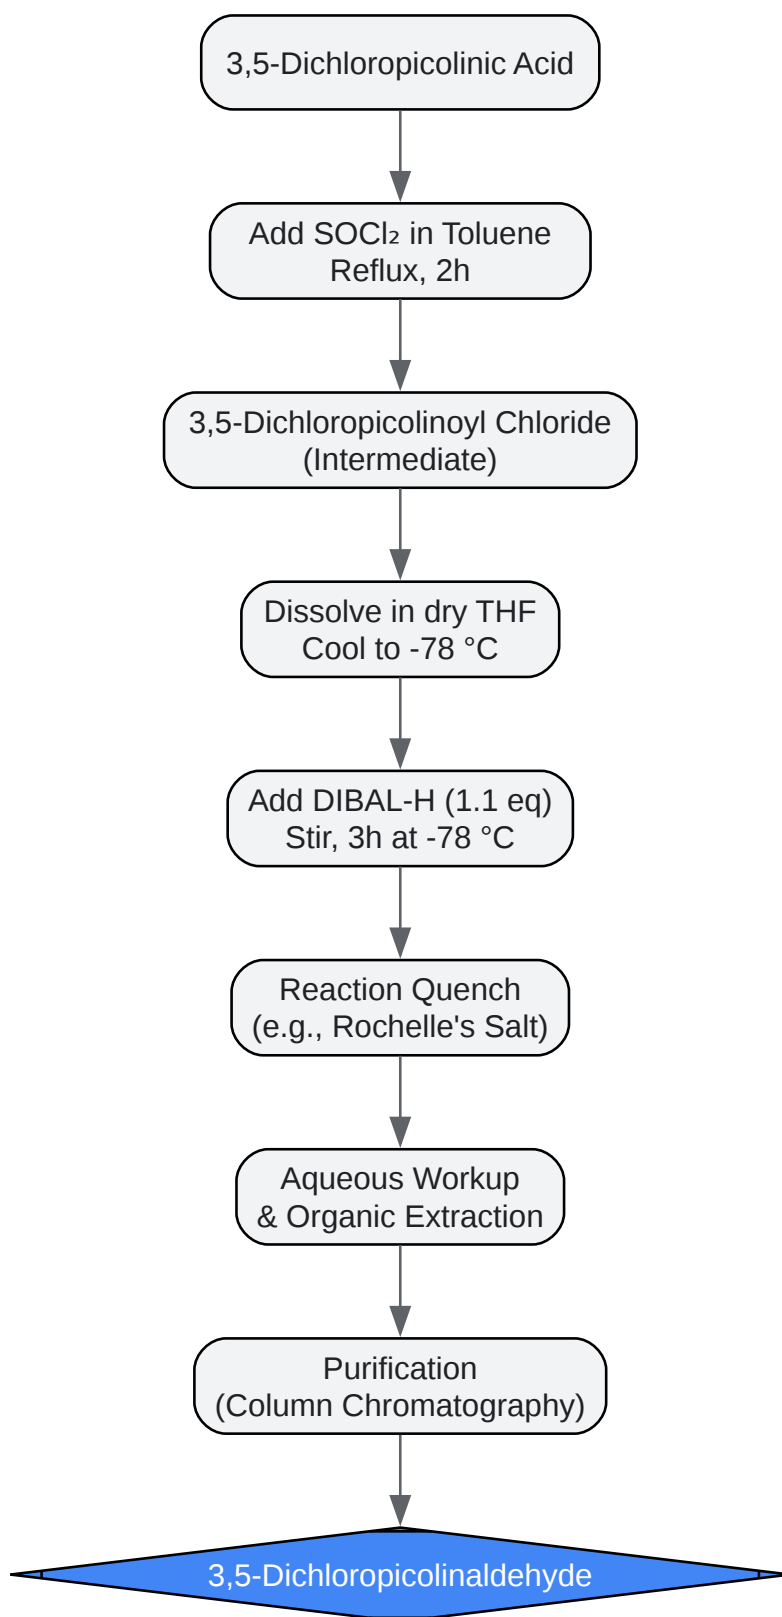 3,5-Dichloropicolinic Acid
Add SOCl₂ in Toluene
Reflux, 2h
3,5-Dichloropicolinoyl Chloride
(Intermediate)
Dissolve in dry THF
Cool to -78 °C
Add DIBAL-H (1.1 eq)
Stir, 3h at -78 °C
Reaction Quench
(e.g., Rochelle's Salt)
Aqueous Workup
& Organic Extraction
Purification
(Column Chromatography)
3,5-Dichloropicolinaldehyde